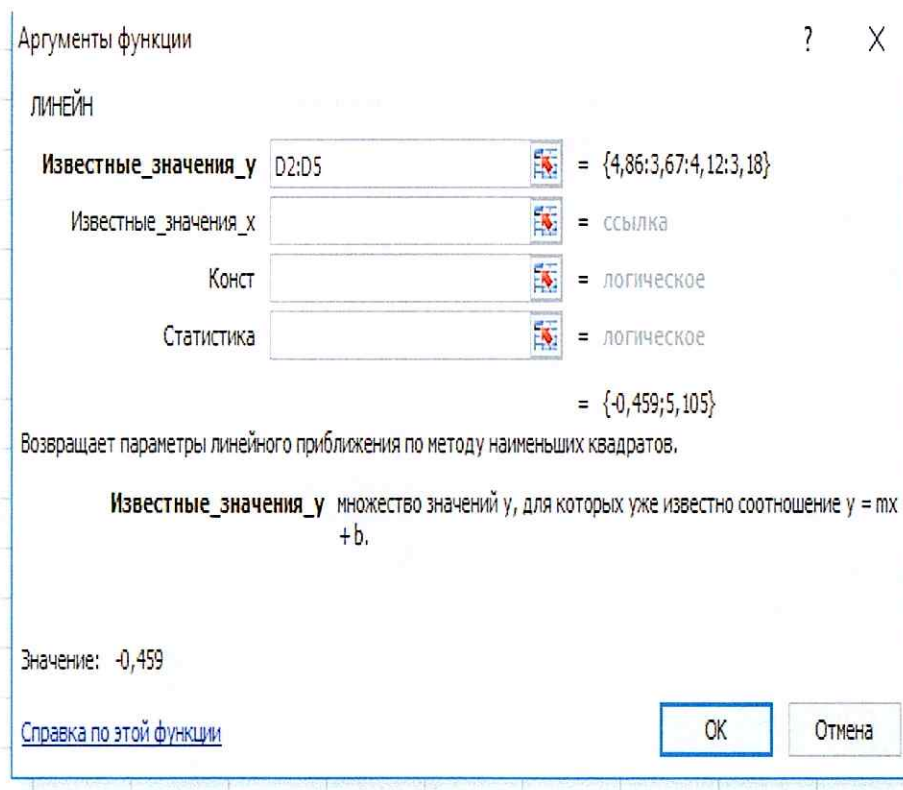 Аргументы функции ? X
ЛИНЕЙН
Известные_значения_y D2:D5 = {4,86:3,67:4,12:3,18}
Известные_значения_x = ссылка
Конст = логическое
Статистика = логическое
= {-0,459;5,105}
Возвращает параметры линейного приближения по методу наименьших квадратов.
Известные_значения_y множество значений y, для которых уже известно соотношение y = mx
+ b.
Значение: -0,459
Справка по этой функции OK Отмена